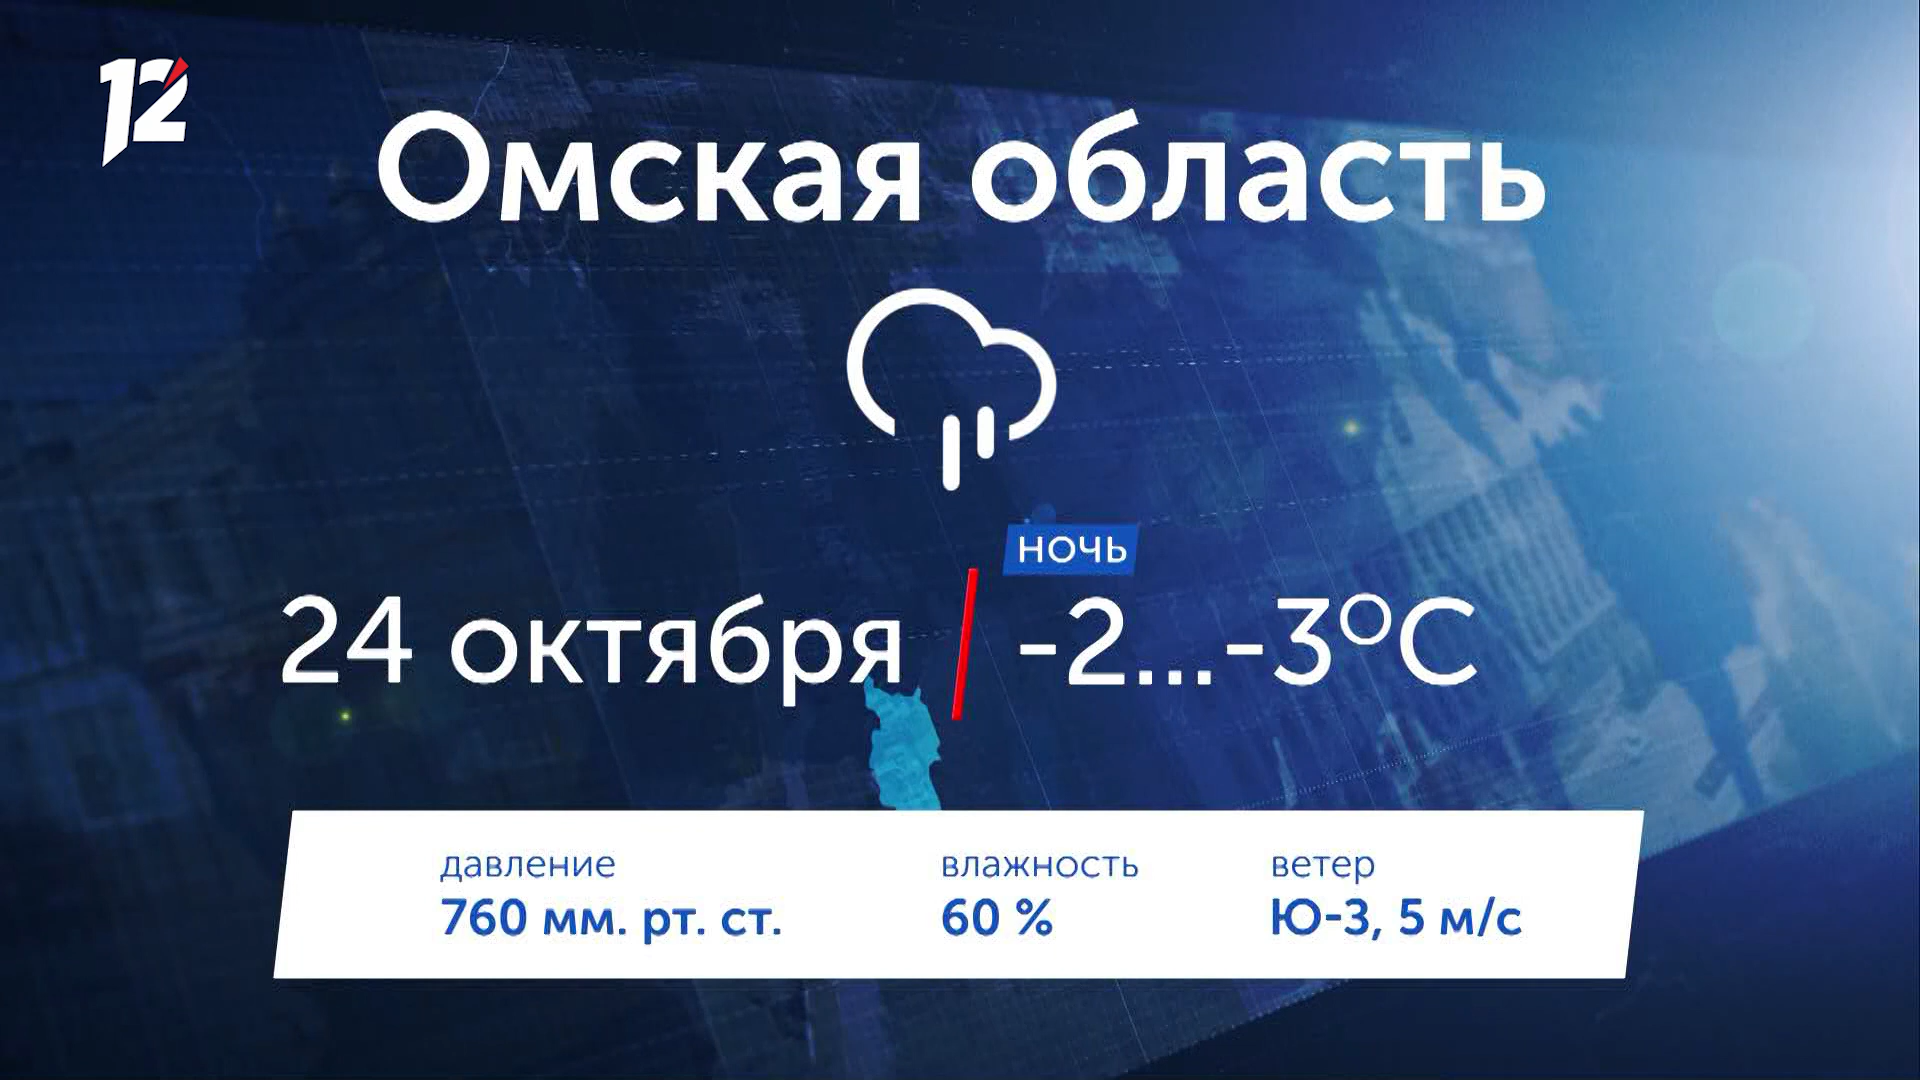 12
Омская область
ночь
24 октября / -2...-3°С
давление
760 мм. рт. ст.
влажность
60 %
ветер
Ю-З, 5 м/с